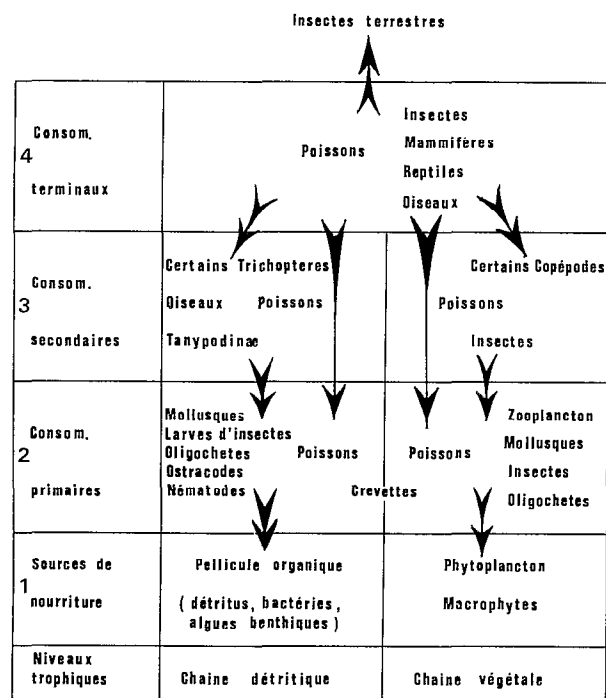 Insectes terrestres
4
Consom.
terminaux
Poissons
Insectes
Mammifères
Reptiles
Oiseaux
3
Consom.
secondaires
Certains Trichopteres
Oiseaux Poissons
Tanypodinae
Certains Copépodes
Poissons
Insectes
2
Consom.
primaires
Mollusques
Larves d'insectes
Oligochetes
Ostracodes
Nématodes
Poissons
Crevettes
Poissons
Zooplancton
Mollusques
Insectes
Oligochetes
1
Sources de
nourriture
Pellicule organique
( détritus, bactéries,
algues benthiques )
Phytoplancton
Macrophytes
Niveaux
trophiques
Chaine détritique
Chaine végétale